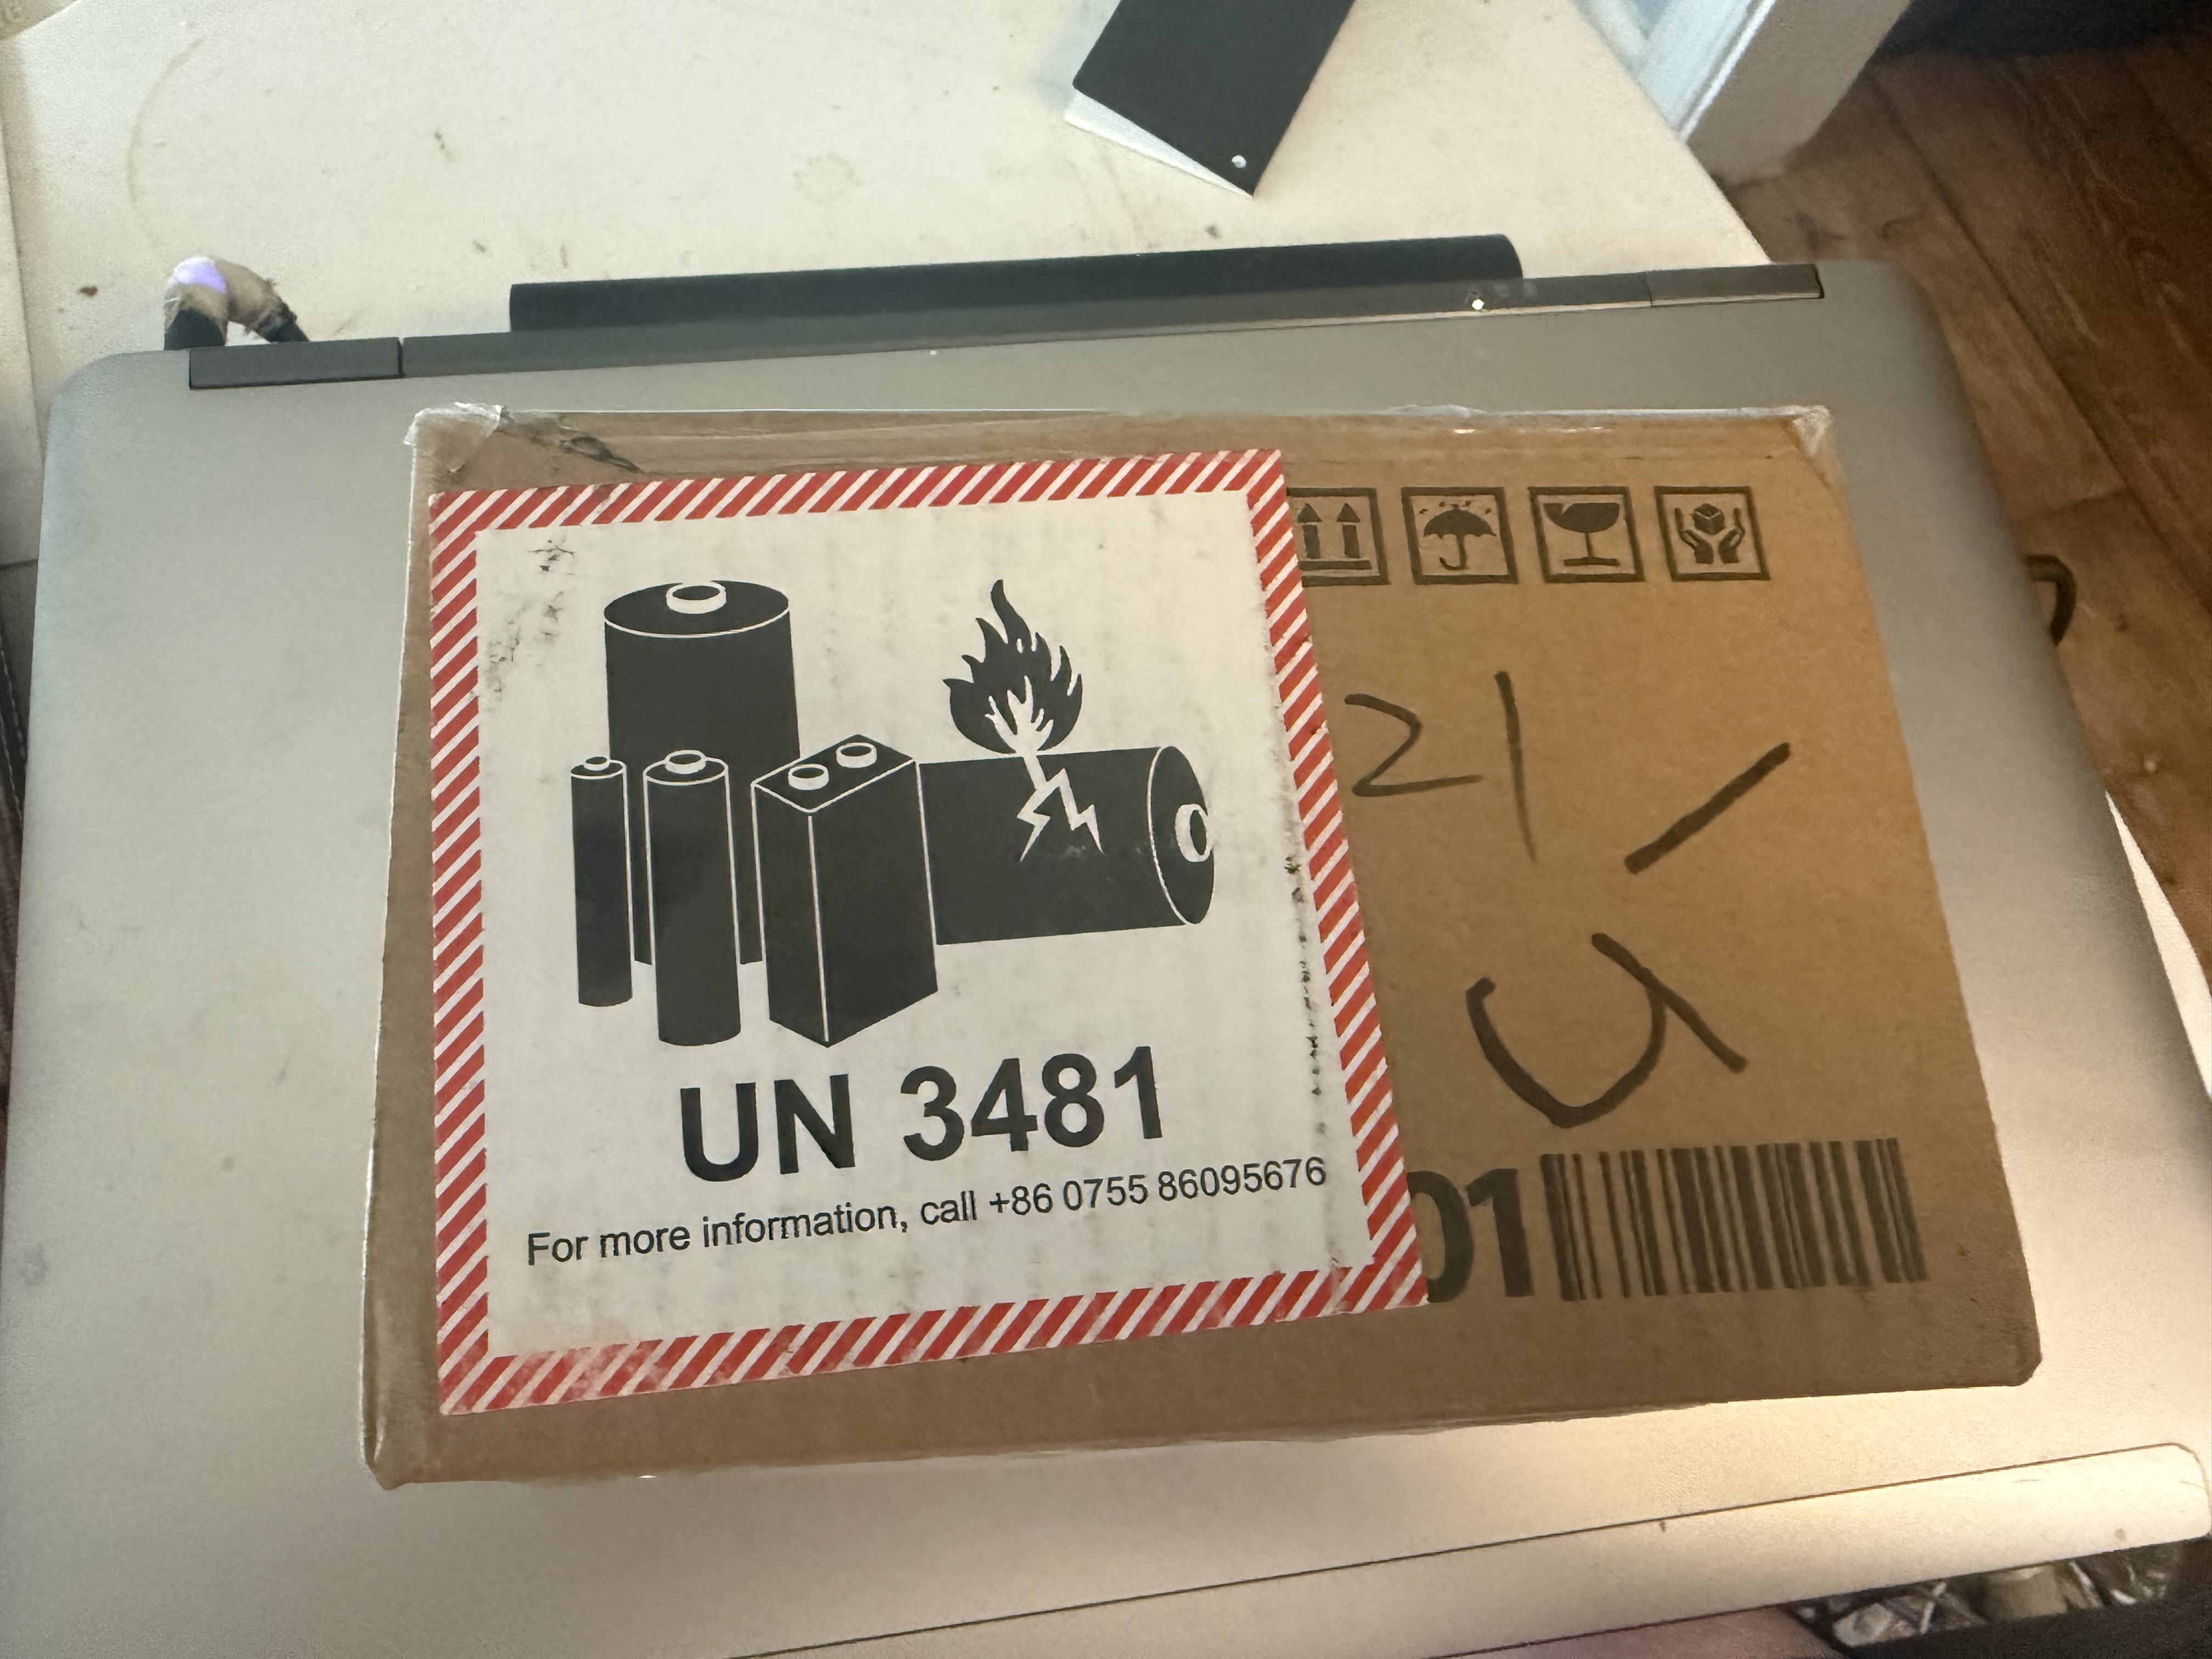 21
UN 3481
For more information, call +86 0755 86095676
01